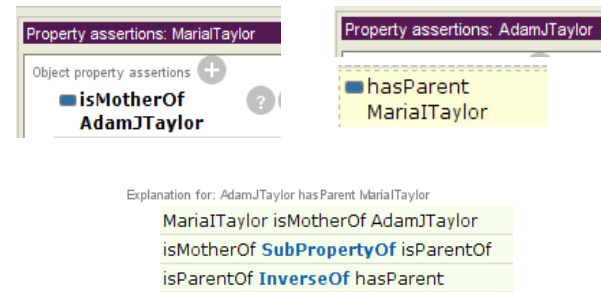 Property assertions: MariaITaylor
Object property assertions +
isMotherOf
AdamJTaylor
?
Property assertions: AdamJTaylor
hasParent
MariaITaylor
Explanation for: AdamJTaylor hasParent MariaITaylor
MariaITaylor isMotherOf AdamJTaylor
isMotherOf SubPropertyOf isParentOf
isParentOf InverseOf hasParent